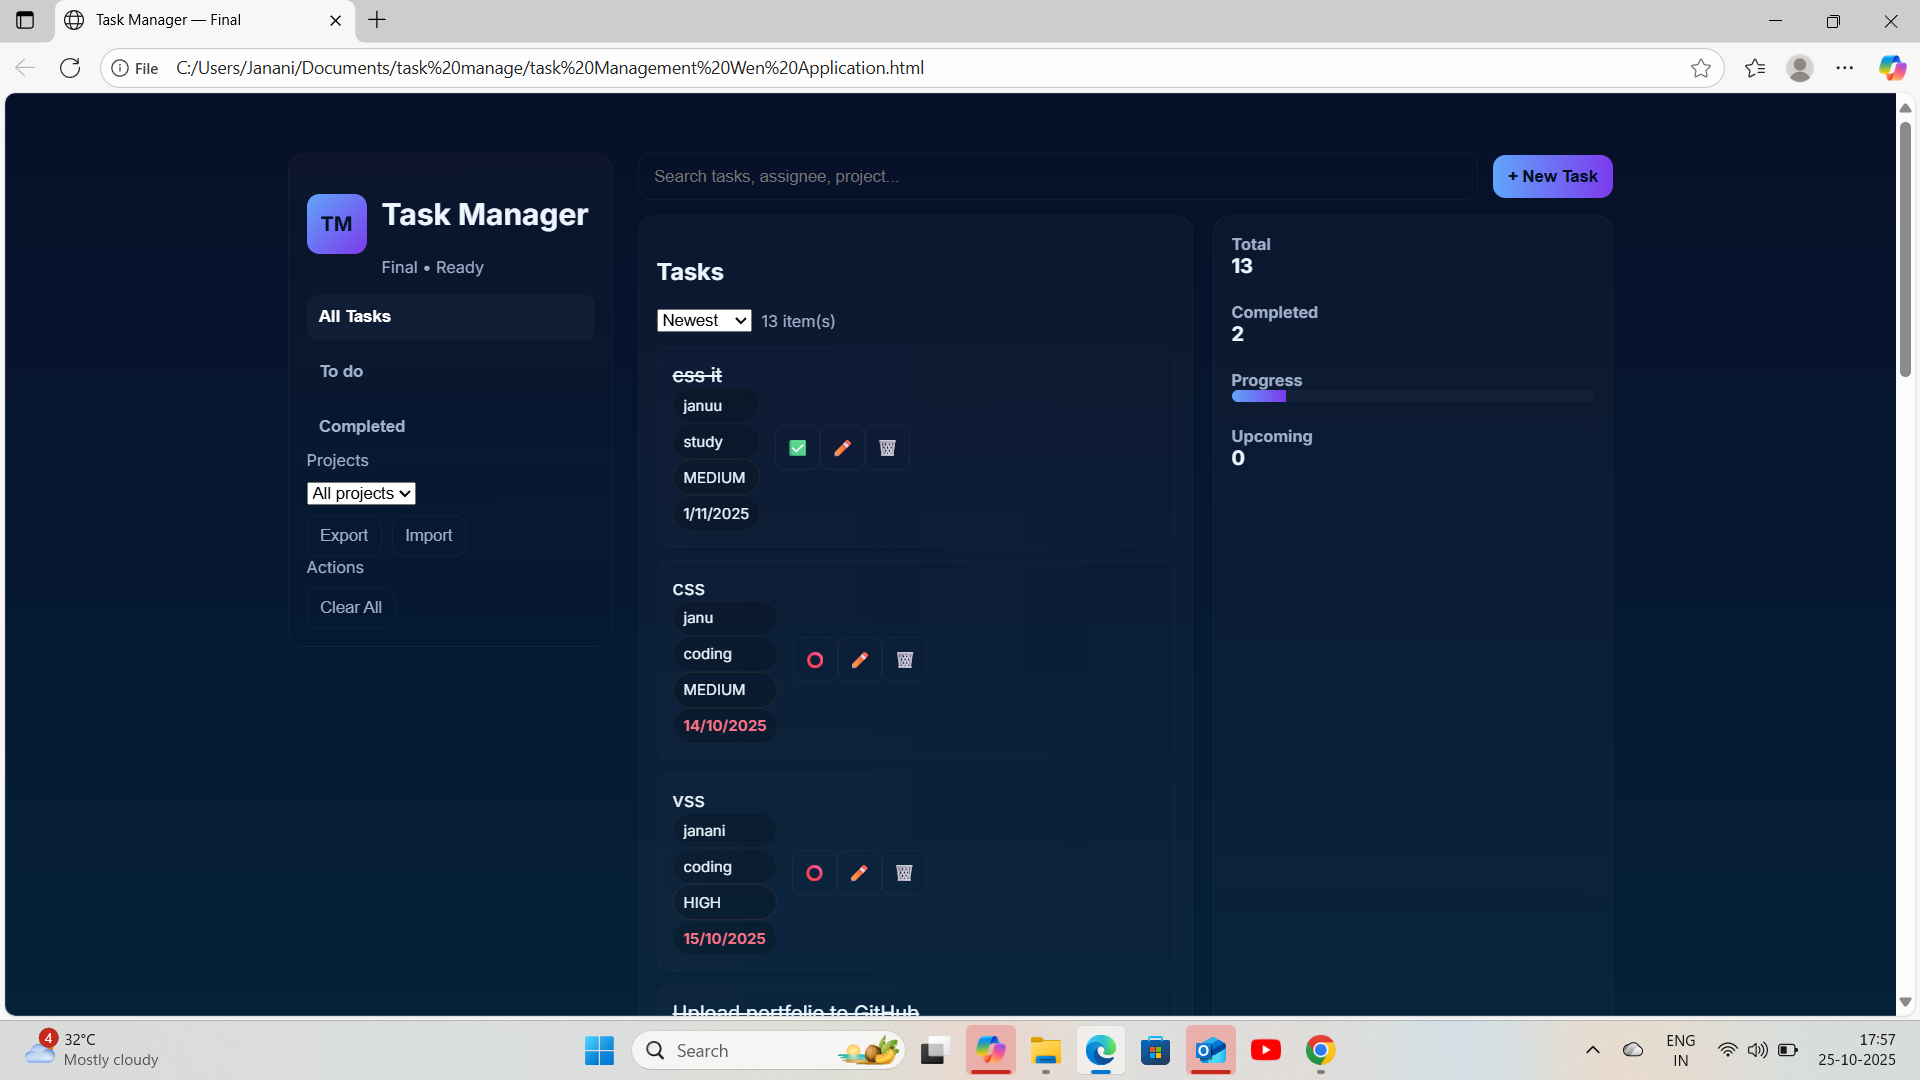 Task Manager — Final
File
C:/Users/Janani/Documents/task%20manage/task%20Management%20Wen%20Application.html
TM
Task Manager
Final • Ready
All Tasks
To do
Completed
Projects
All projects
Export
Import
Actions
Clear All
Search tasks, assignee, project...
+ New Task
Tasks
Newest
13 item(s)
css it
januu
study
MEDIUM
1/11/2025
CSS
janu
coding
MEDIUM
14/10/2025
VSS
janani
coding
HIGH
15/10/2025
Upload portfolio to GitHub
Total
13
Completed
2
Progress
Upcoming
0
4
32°C
Mostly cloudy
Search
ENG
IN
17:57
25-10-2025